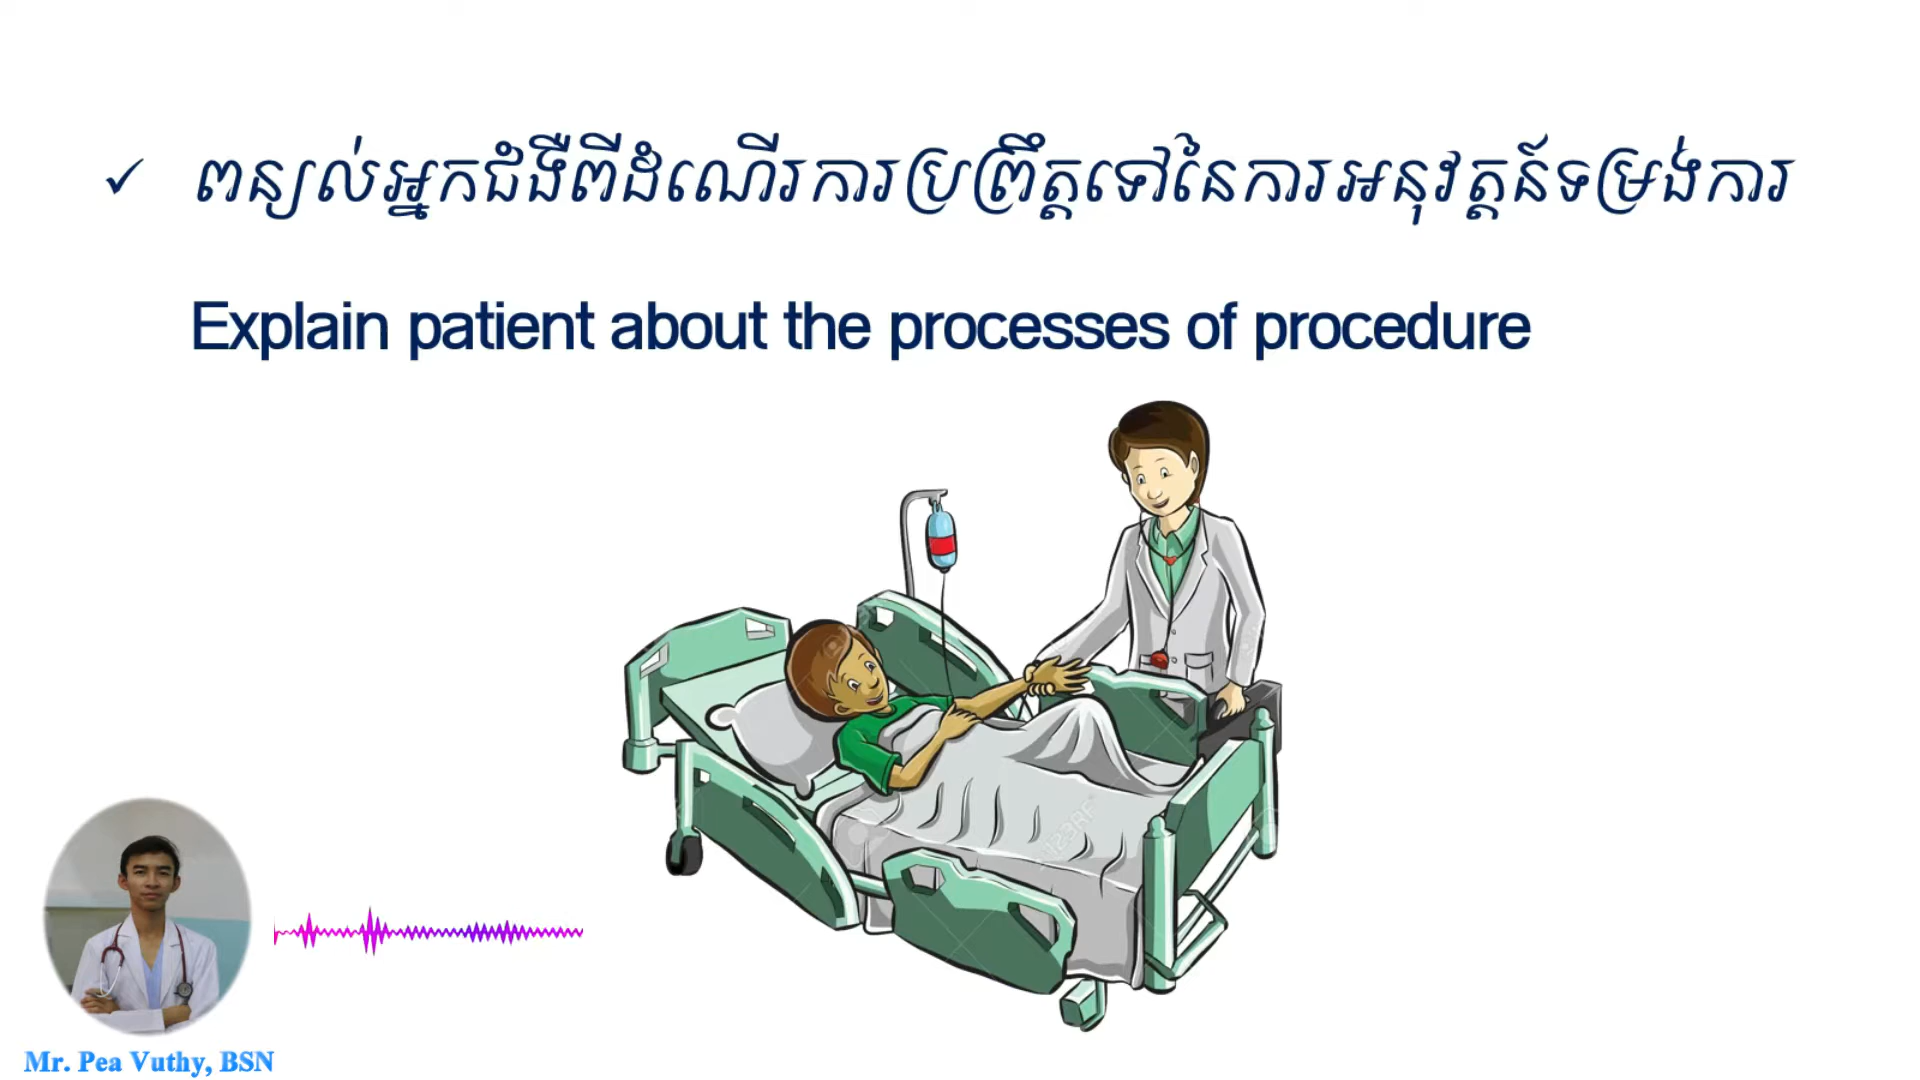 ✓ ពន្យល់អ្នកជំងឺពីដំណើរការប្រព្រឹត្តទៅនៃការអនុវត្តន៍ទម្រង់ការ
Explain patient about the processes of procedure
123RF
Mr. Pea Vuthy, BSN